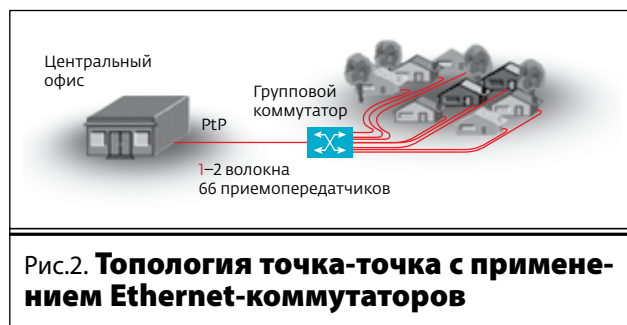 Центральный
офис
Групповой
коммутатор
PtP
1–2 волокна
66 приемопередатчиков
Рис.2. Топология точка-точка с примене-
нием Ethernet-коммутаторов